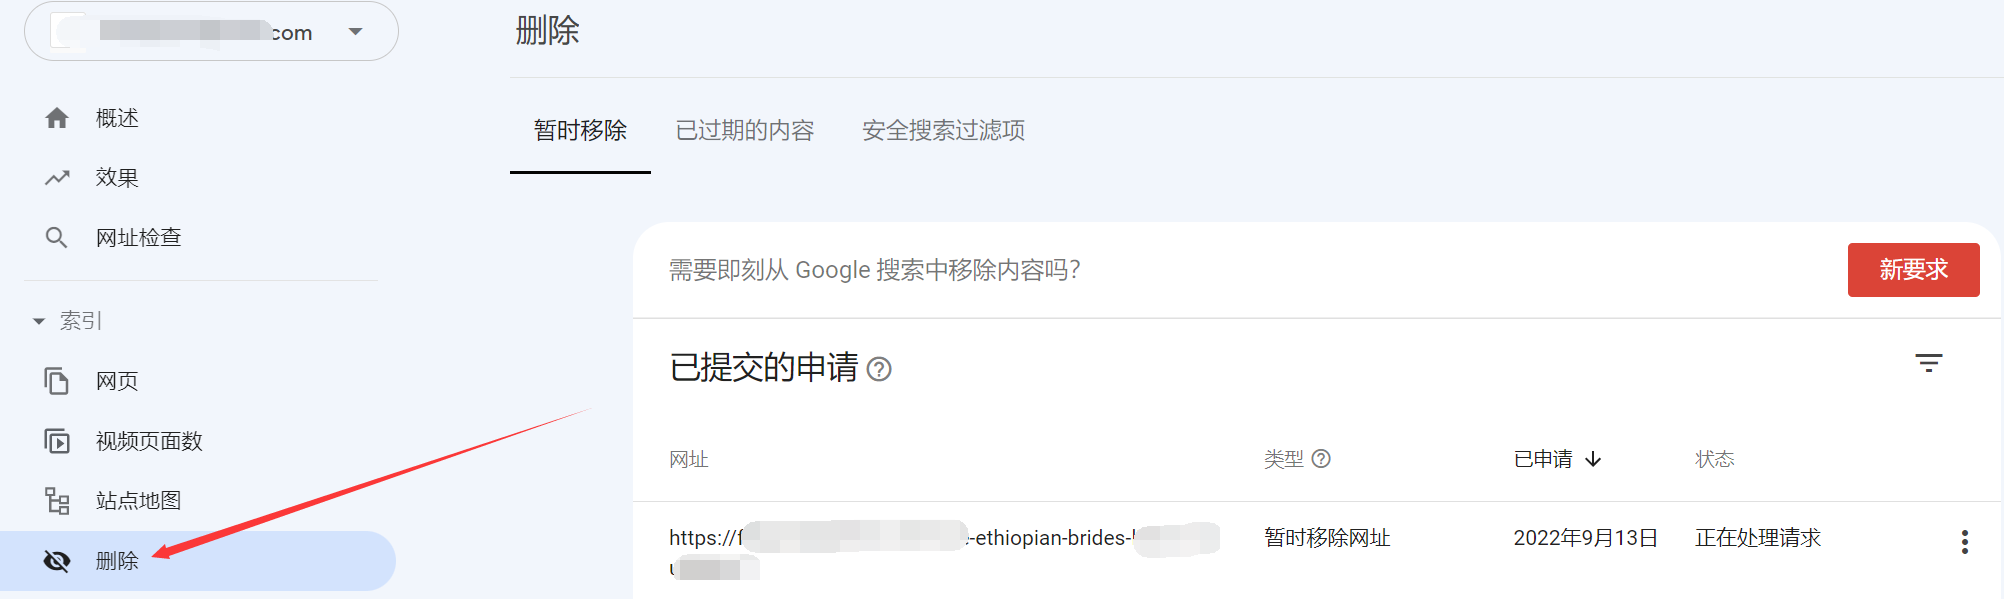 .com
概述
效果
网址检查
索引
网页
视频页面数
站点地图
删除
删除
暂时移除
已过期的内容
安全搜索过滤项
需要即刻从 Google 搜索中移除内容吗？
新要求
已提交的申请
网址
类型
已申请
状态
https://f -ethiopian-brides-
暂时移除网址
2022年9月13日
正在处理请求